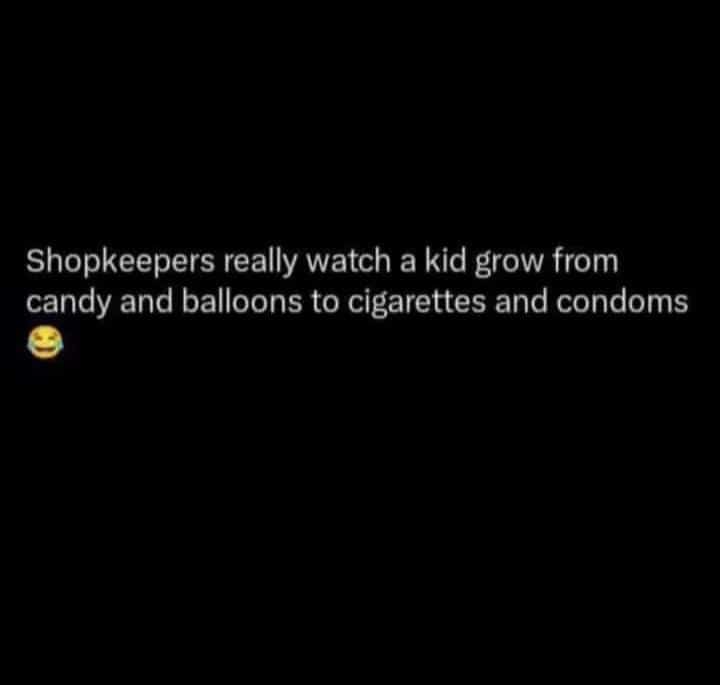 Shopkeepers really watch a kid grow from
candy and balloons to cigarettes and condoms
😂